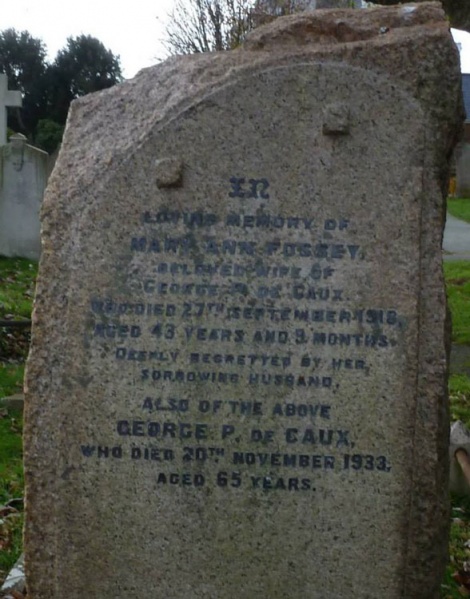 IN
LOVING MEMORY OF
MARY ANN FOSSEY,
BELOVED WIFE OF
GEORGE P. DE CAUX.
WHO DIED 27TH SEPTEMBER 1918,
AGED 43 YEARS AND 9 MONTHS.
DEEPLY REGRETTED BY HER
SORROWING HUSBAND.
ALSO OF THE ABOVE
GEORGE P. DE CAUX,
WHO DIED 20TH NOVEMBER 1933,
AGED 65 YEARS.